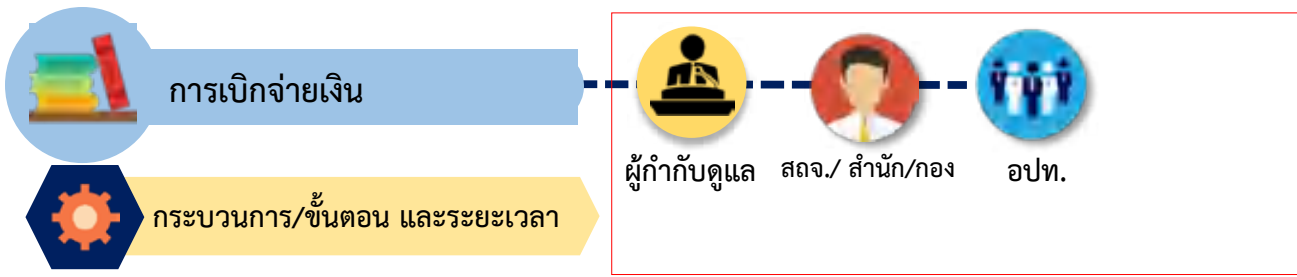 การเบิกจ่ายเงิน
ผู้กำกับดูแล
สถจ./ สำนัก/กอง
อปท.
กระบวนการ/ขั้นตอน และระยะเวลา